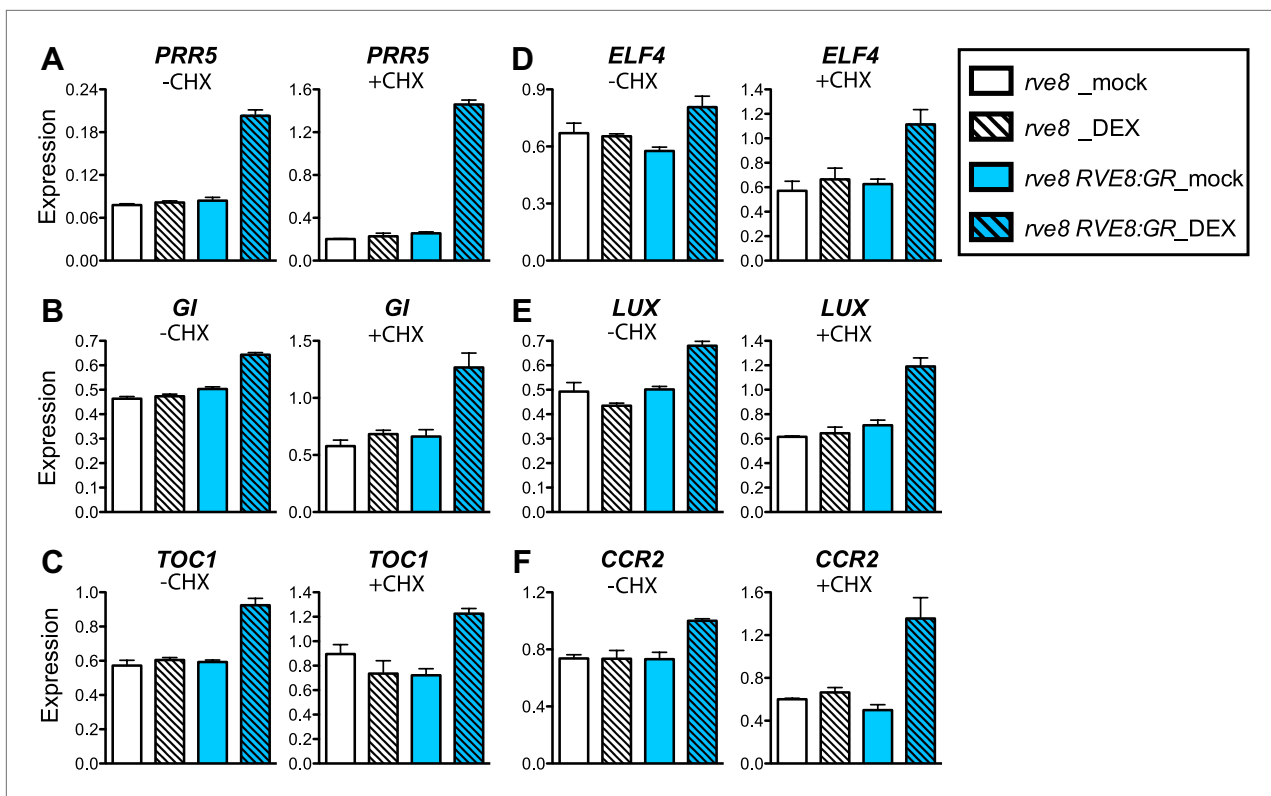 A
PRR5
-CHX
Expression
0.24
0.18
0.12
0.06
0.00
PRR5
+CHX
1.6
1.2
0.8
0.4
0.0
D
ELF4
-CHX
0.9
0.6
0.3
0.0
ELF4
+CHX
1.4
1.2
1.0
0.8
0.6
0.4
0.2
0.0
rve8 _mock
rve8 _DEX
rve8 RVE8:GR_mock
rve8 RVE8:GR_DEX
B
GI
-CHX
Expression
0.7
0.6
0.5
0.4
0.3
0.2
0.1
0.0
GI
+CHX
1.5
1.0
0.5
0.0
E
LUX
-CHX
0.7
0.6
0.5
0.4
0.3
0.2
0.1
0.0
LUX
+CHX
1.4
1.2
1.0
0.8
0.6
0.4
0.2
0.0
C
TOC1
-CHX
Expression
1.0
0.8
0.6
0.4
0.2
0.0
TOC1
+CHX
1.4
1.2
1.0
0.8
0.6
0.4
0.2
0.0
F
CCR2
-CHX
1.2
0.8
0.4
0.0
CCR2
+CHX
1.6
1.2
0.8
0.4
0.0